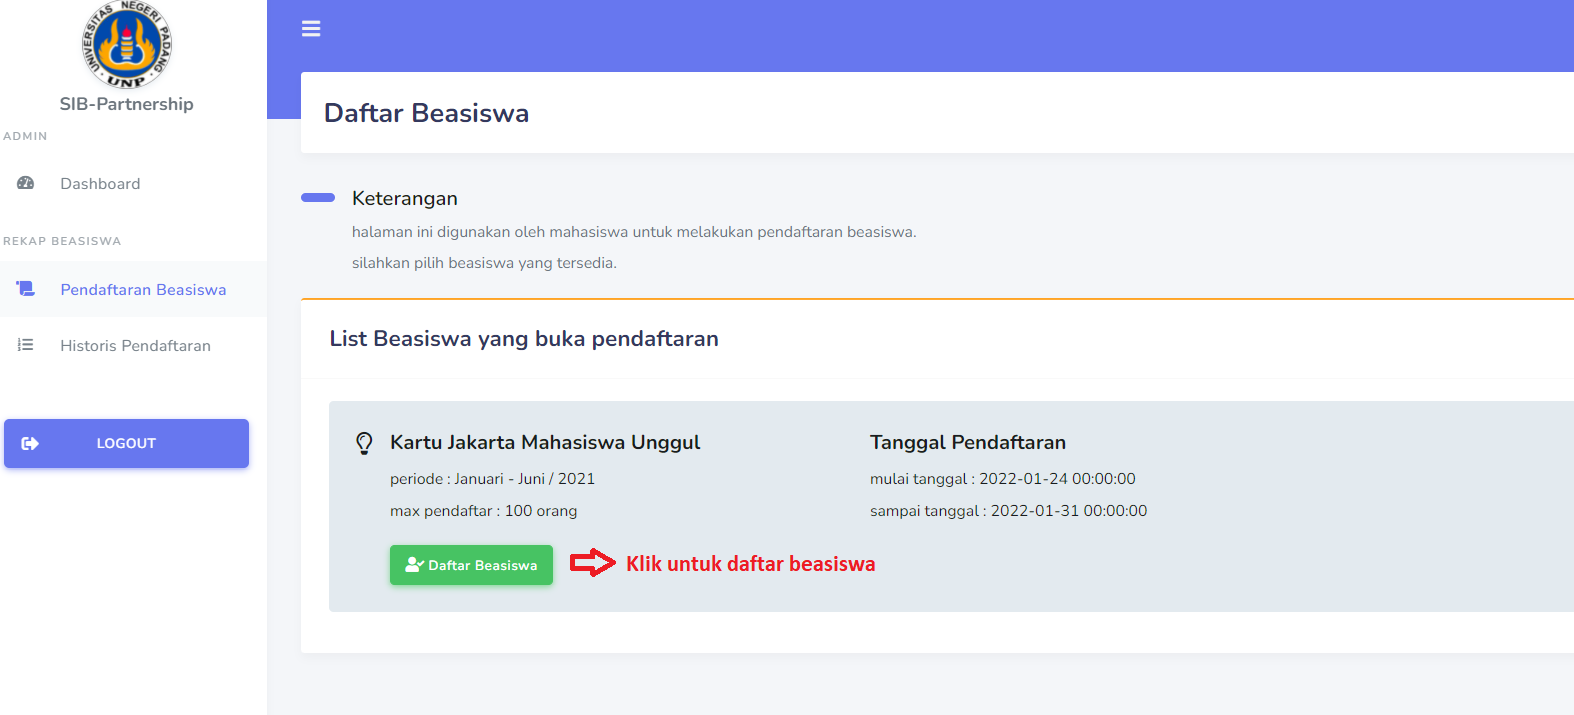 UNIVERSITAS NEGERI PADANG
UNP
SIB-Partnership
ADMIN
Dashboard
REKAP BEASISWA
Pendaftaran Beasiswa
Historis Pendaftaran
LOGOUT
Daftar Beasiswa
Keterangan
halaman ini digunakan oleh mahasiswa untuk melakukan pendaftaran beasiswa.
silahkan pilih beasiswa yang tersedia.
List Beasiswa yang buka pendaftaran
Kartu Jakarta Mahasiswa Unggul
periode : Januari - Juni / 2021
max pendaftar : 100 orang
Tanggal Pendaftaran
mulai tanggal : 2022-01-24 00:00:00
sampai tanggal : 2022-01-31 00:00:00
Daftar Beasiswa
Klik untuk daftar beasiswa